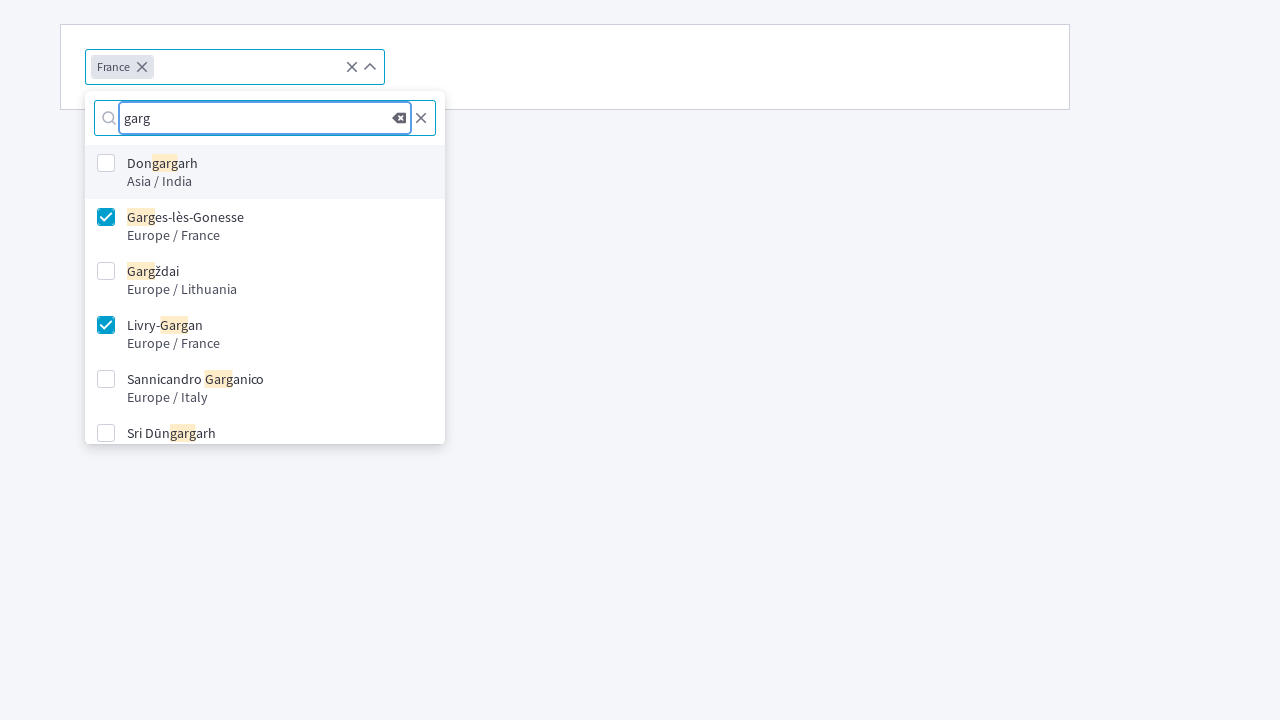 France
garg
Dongargarh
Asia / India
Garges-lès-Gonesse
Europe / France
Gargždai
Europe / Lithuania
Livry-Gargan
Europe / France
Sannicandro Garganico
Europe / Italy
Sri Dūngargarh